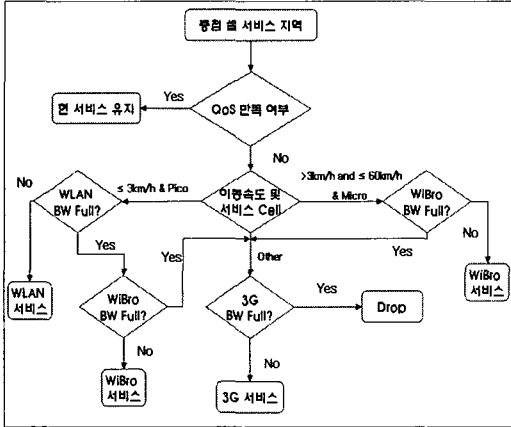 중첩 셀 서비스 지역
현 서비스 유지
Yes
QoS 만족 여부
No
No
≤ 3km/h & Pico
이동속도 및
서비스 Cell
>3km/h and ≤ 60km/h
& Micro
WLAN
BW Full?
WiBro
BW Full?
Yes
Yes
Yes
No
Other
WLAN
서비스
WiBro
BW Full?
3G
BW Full?
Yes
Drop
WiBro
서비스
No
No
WiBro
서비스
3G 서비스